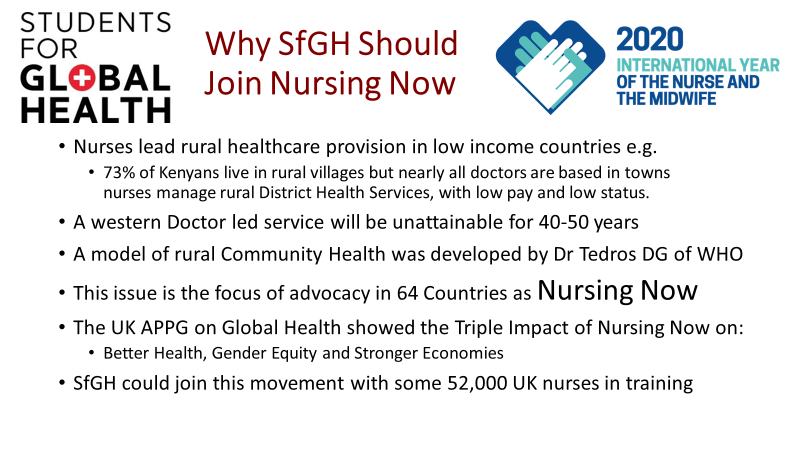 STUDENTS
FOR
GLOBAL
HEALTH
Why SfGH Should
Join Nursing Now
2020
INTERNATIONAL YEAR
OF THE NURSE AND
THE MIDWIFE
• Nurses lead rural healthcare provision in low income countries e.g.
• 73% of Kenyans live in rural villages but nearly all doctors are based in towns
nurses manage rural District Health Services, with low pay and low status.
• A western Doctor led service will be unattainable for 40-50 years
• A model of rural Community Health was developed by Dr Tedros DG of WHO
• This issue is the focus of advocacy in 64 Countries as Nursing Now
• The UK APPG on Global Health showed the Triple Impact of Nursing Now on:
• Better Health, Gender Equity and Stronger Economies
• SfGH could join this movement with some 52,000 UK nurses in training